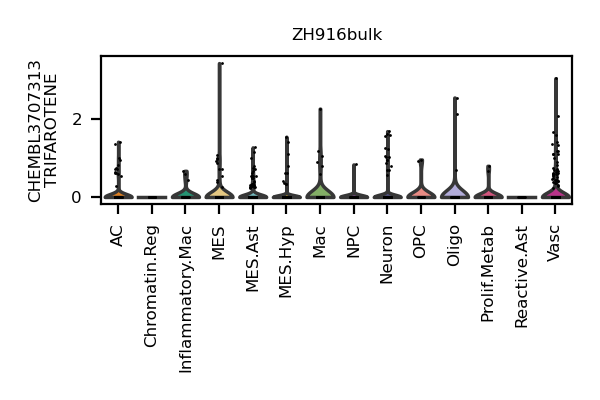 ZH916bulk
CHEMBL3707313
TRIFAROTENE
2
0
AC
Chromatin.Reg
Inflammatory.Mac
MES
MES.Ast
MES.Hyp
Mac
NPC
Neuron
OPC
Oligo
Prolif.Metab
Reactive.Ast
Vasc